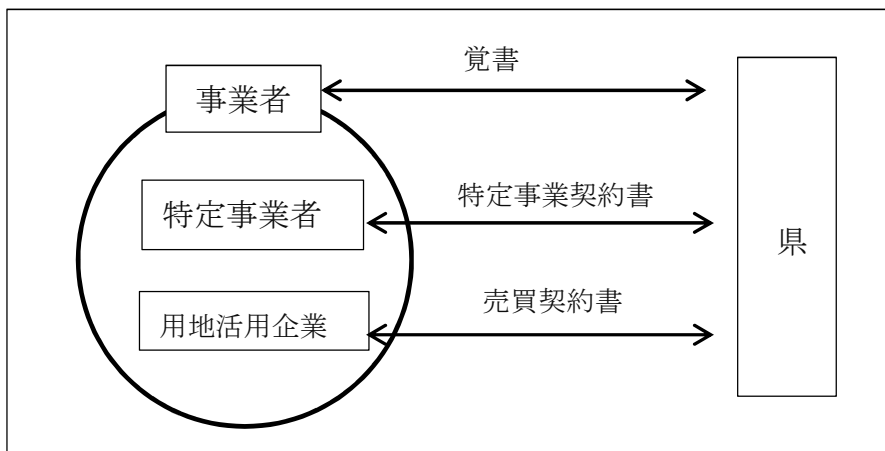 覚書
事業者
特定事業契約書
特定事業者
県
売買契約書
用地活用企業